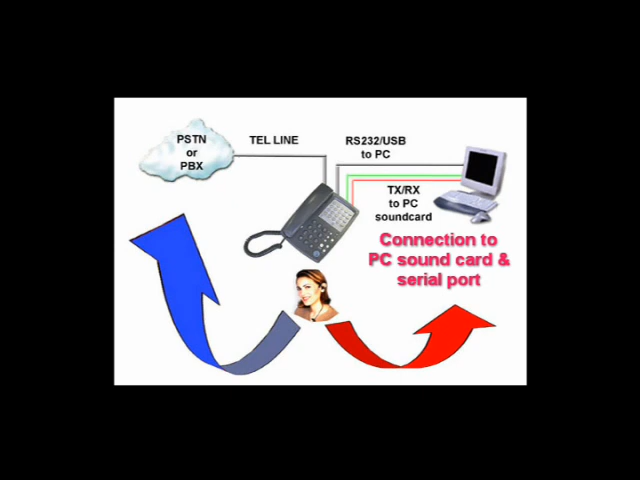 PSTN
or
PBX
TEL LINE
RS232/USB
to PC
TX/RX
to PC
soundcard
Connection to
PC sound card &
serial port